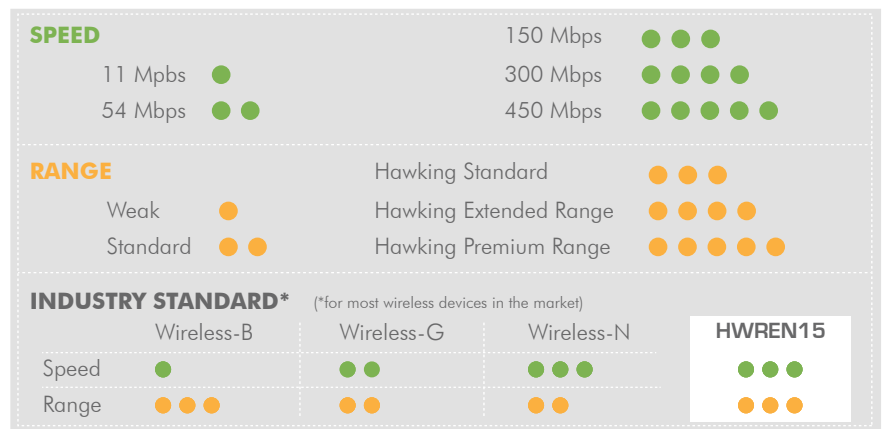 SPEED
11 Mpbs
54 Mbps
150 Mbps
300 Mbps
450 Mbps
RANGE
Weak
Standard
Hawking Standard
Hawking Extended Range
Hawking Premium Range
INDUSTRY STANDARD* (*for most wireless devices in the market)
Wireless-B Wireless-G Wireless-N HWREN15
Speed
Range